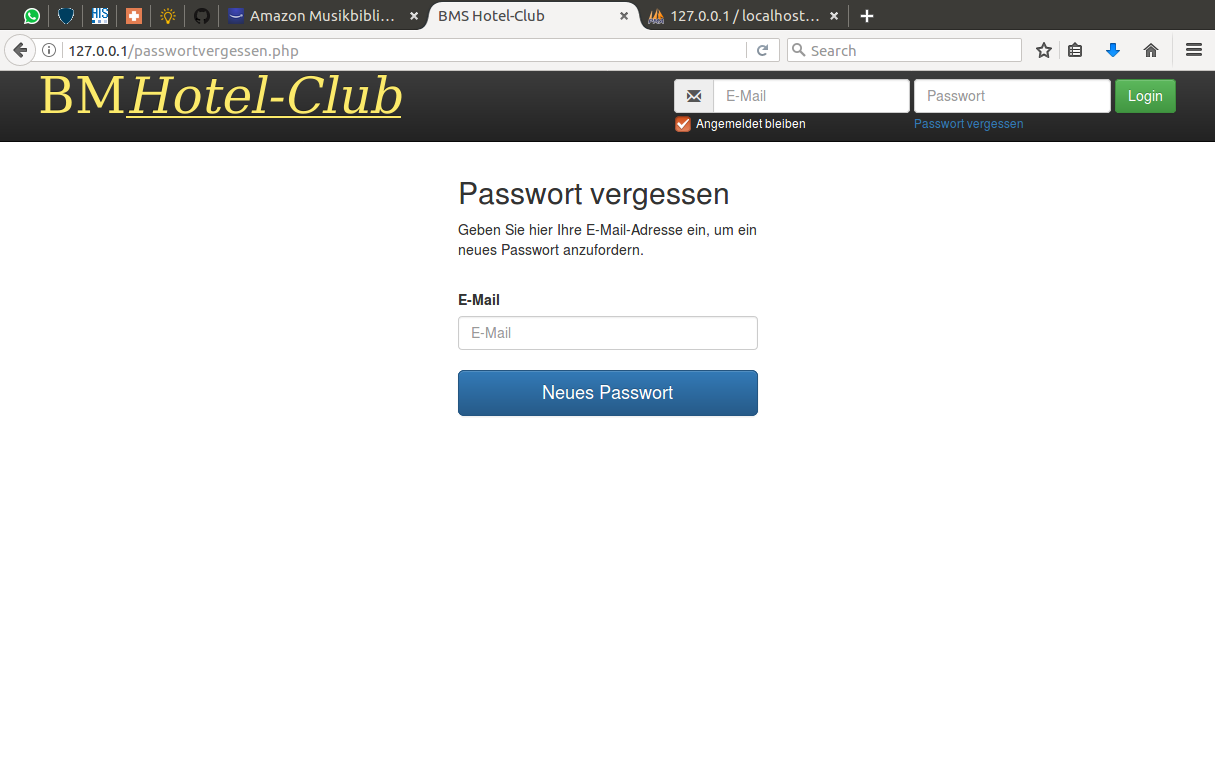 Amazon Musikbibli...
BMS Hotel-Club
127.0.0.1 / localhost...
127.0.0.1/passwortvergessen.php
Search
BMHotel-Club
E-Mail
Passwort
Login
Angemeldet bleiben
Passwort vergessen
Passwort vergessen
Geben Sie hier Ihre E-Mail-Adresse ein, um ein
neues Passwort anzufordern.
E-Mail
E-Mail
Neues Passwort